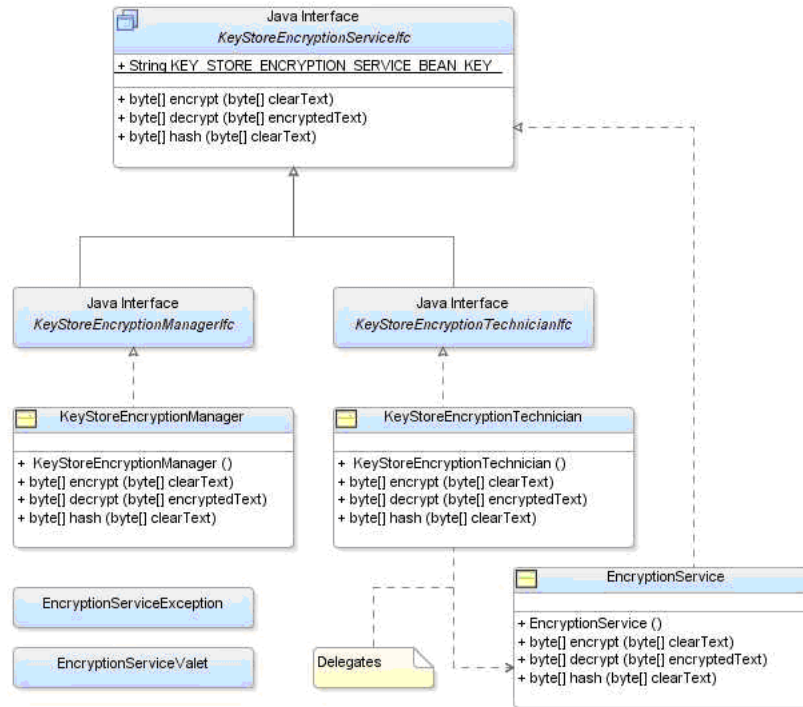 Java Interface
KeyStoreEncryptionServiceIfc
+ String KEY_STORE_ENCRYPTION_SERVICE_BEAN_KEY
+ byte[] encrypt (byte[] clearText)
+ byte[] decrypt (byte[] encryptedText)
+ byte[] hash (byte[] clearText)
Java Interface
KeyStoreEncryptionManagerIfc
Java Interface
KeyStoreEncryptionTechnicianIfc
KeyStoreEncryptionManager
+ KeyStoreEncryptionManager ()
+ byte[] encrypt (byte[] clearText)
+ byte[] decrypt (byte[] encryptedText)
+ byte[] hash (byte[] clearText)
KeyStoreEncryptionTechnician
+ KeyStoreEncryptionTechnician ()
+ byte[] encrypt (byte[] clearText)
+ byte[] decrypt (byte[] encryptedText)
+ byte[] hash (byte[] clearText)
EncryptionServiceException
EncryptionServiceValet
Delegates
EncryptionService
+ EncryptionService ()
+ byte[] encrypt (byte[] clearText)
+ byte[] decrypt (byte[] encryptedText)
+ byte[] hash (byte[] clearText)